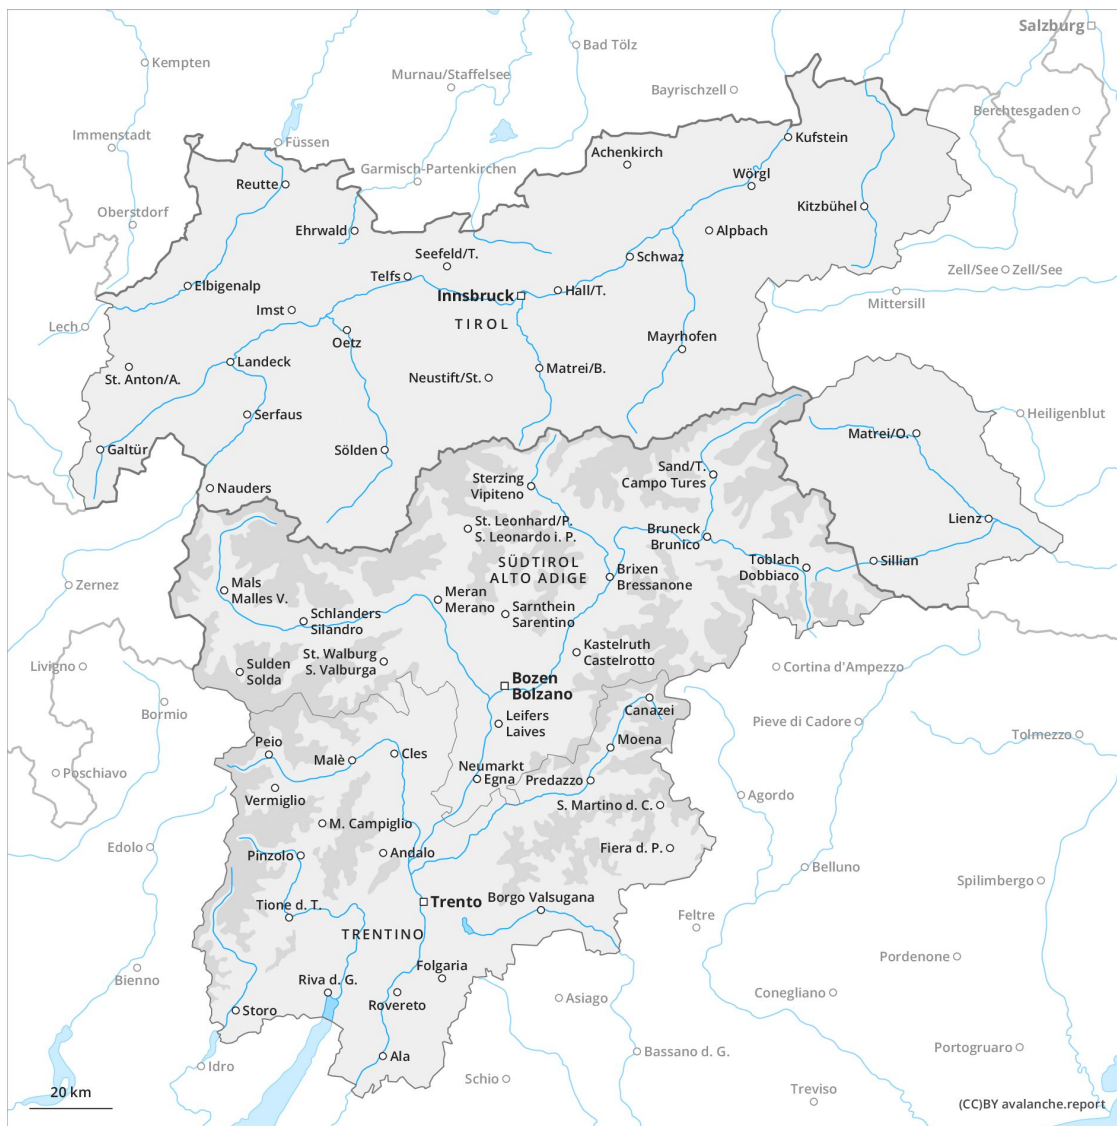 Salzburg
Bad Tölz
Kempten
Murnau/Staffelsee
Bayrischzell
Berchtesgaden
Immenstadt
Füssen
Kufstein
Achenkirch
Garmisch-Partenkirchen
Wörgl
Reutte
Oberstdorf
Kitzbühel
Ehrwald
Alpbach
Seefeld/T.
Schwaz
Zell/See
Zell/See
Telfs
Elbigenalp
Hall/T.
Innsbruck
Mittersill
Imst
TIROL
Lech
Mayrhofen
Oetz
Landeck
Matrei/B.
St. Anton/A.
Neustift/St.
Serfaus
Heiligenblut
Matrei/O.
Galtür
Sölden
Sand/T.
Campo Tures
Sterzing
Vipiteno
Nauders
Lienz
St. Leonhard/P.
S. Leonardo i. P.
Bruneck
Brunico
SÜDTIROL
ALTO ADIGE
Toblach
Dobbiaco
Sillian
Brixen
Bressanone
Zernez
Mals
Malles V.
Meran
Merano
Sarnthein
Sarentino
Schlanders
Silandro
Kastelruth
Castelrotto
St. Walburg
S. Valburga
Livigno
Sulden
Solda
Cortina d'Ampezzo
Bozen
Bolzano
Bormio
Canazei
Leifers
Laives
Pieve di Cadore
Tolmezzo
Moena
Peio
Cles
Malè
Poschiavo
Neumarkt
Egna
Predazzo
Vermiglio
Agordo
S. Martino d. C.
M. Campiglio
Edolo
Fiera d. P.
Pinzolo
Andalo
Belluno
Spilimbergo
Trento
Borgo Valsugana
Tione d. T.
Feltre
TRENTINO
Pordenone
Bienno
Folgaria
Riva d. G.
Rovereto
Conegliano
Asiago
Storo
Portogruaro
Bassano d. G.
Ala
Idro
Schio
Treviso
20 km
(CC)BY avalanche.report